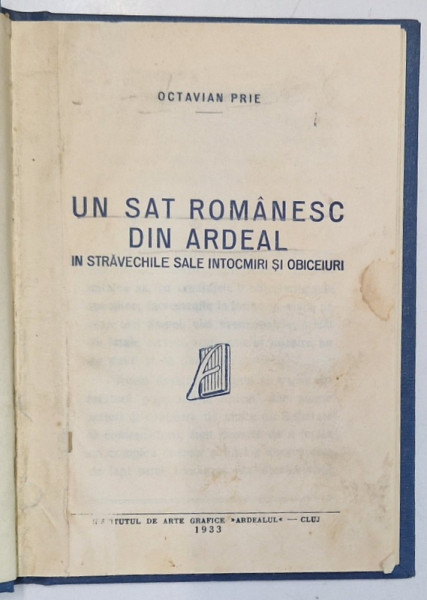 OCTAVIAN PRIE
UN SAT ROMÂNESC
DIN ARDEAL
IN STRĂVECHILE SALE INTOCMIRI ȘI OBICEIURI
A
INSTITUTUL DE ARTE GRAFICE »ARDEALUL« — CLUJ
1933